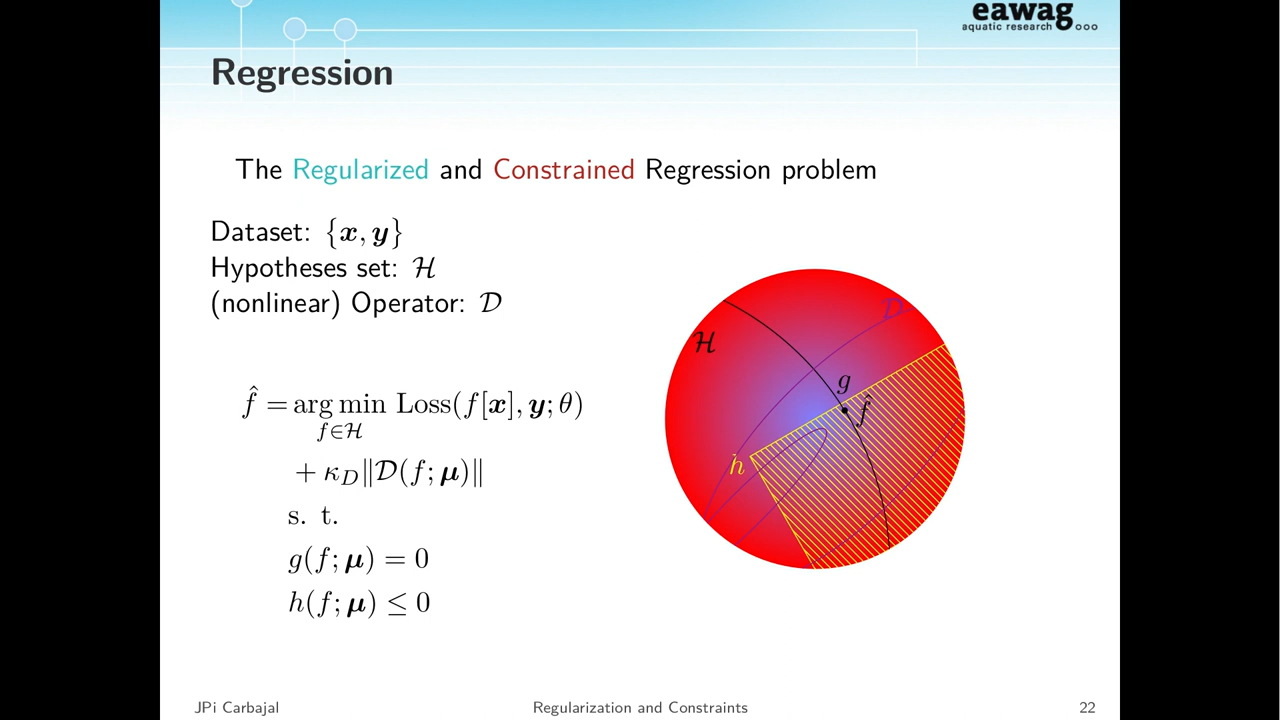 eawag
aquatic research
Regression
The Regularized and Constrained Regression problem
Dataset: {x, y}
Hypotheses set: ℋ
(nonlinear) Operator: 𝒟
f̂ = arg min Loss(f[x], y; θ)
f∈ℋ
+ κ_D‖𝒟(f; μ)‖
s. t.
g(f; μ) = 0
h(f; μ) ≤ 0
𝒟
ℋ
g
f̂
h
JPi Carbajal
Regularization and Constraints
22